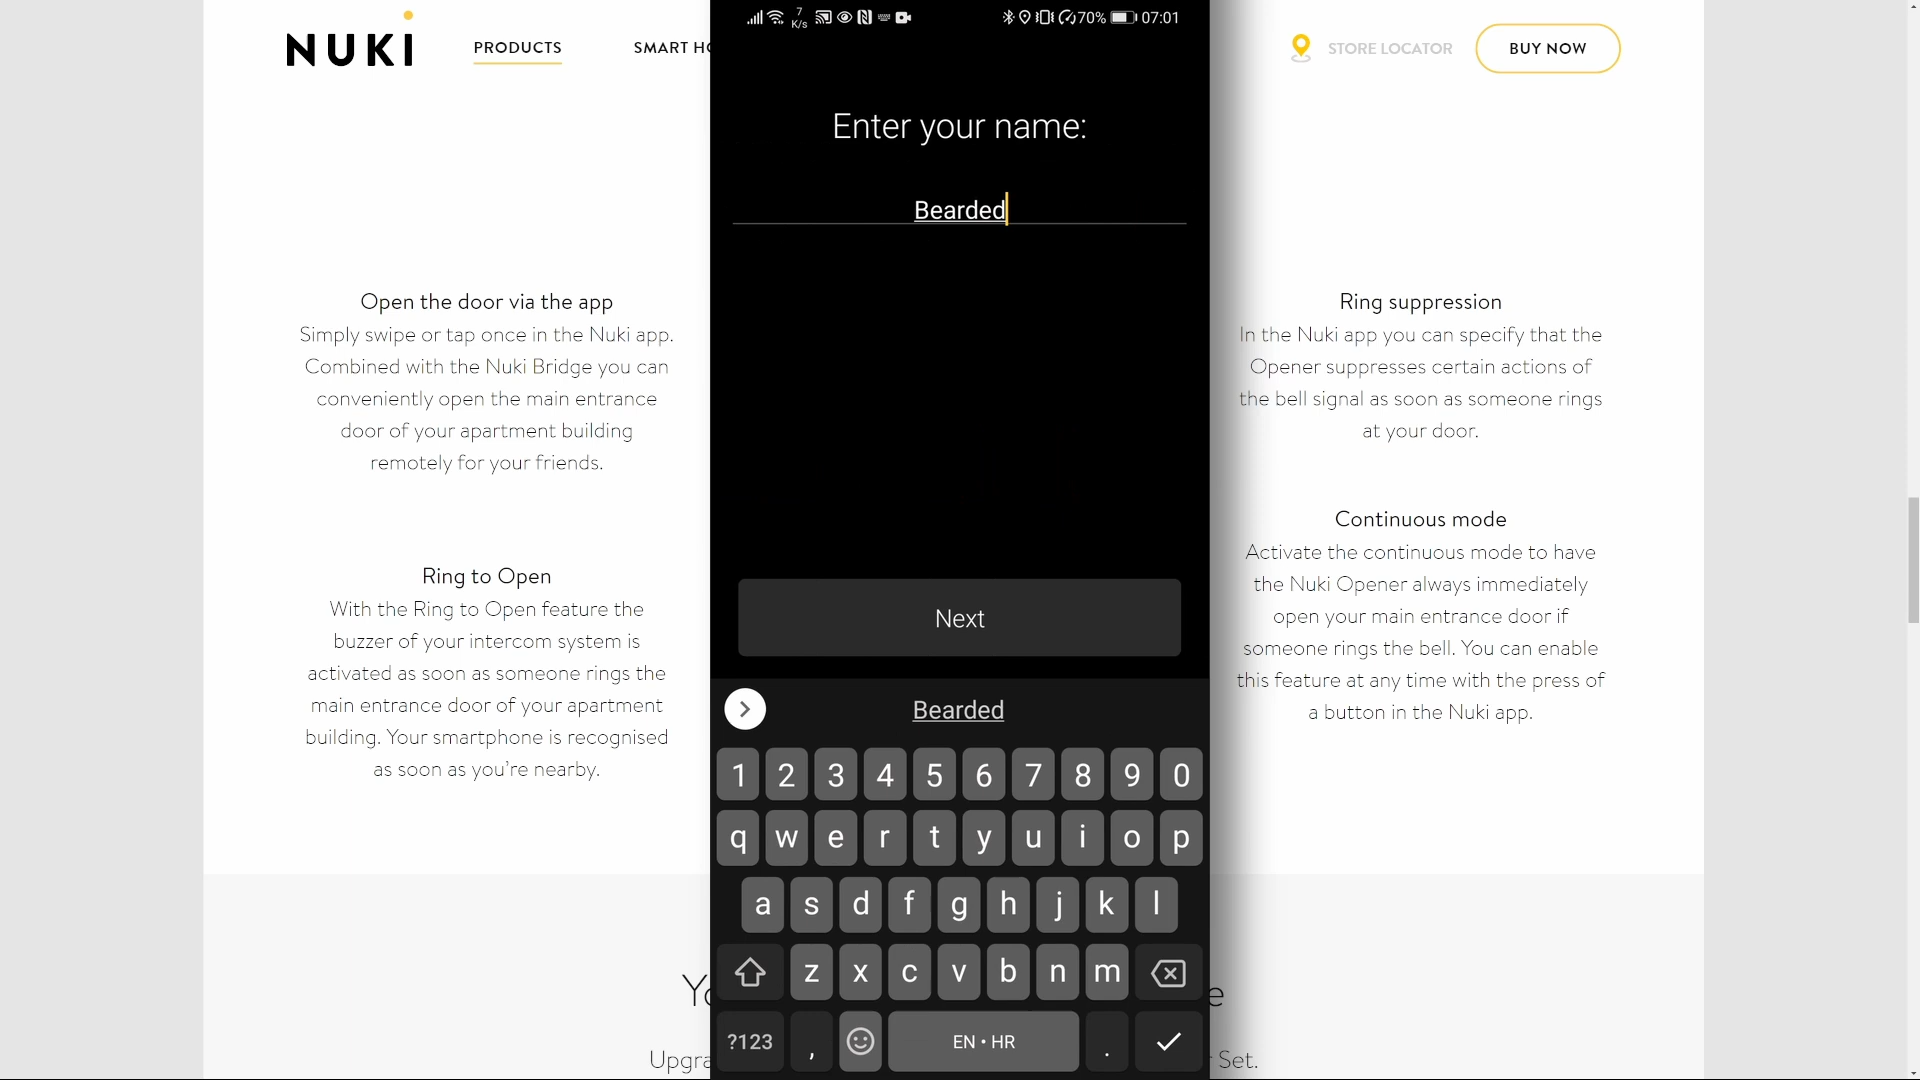 NUKI
PRODUCTS
SMART HO
STORE LOCATOR
BUY NOW
7
K/s
70%
07:01
Enter your name:
Bearded
Open the door via the app
Simply swipe or tap once in the Nuki app.
Combined with the Nuki Bridge you can
conveniently open the main entrance
door of your apartment building
remotely for your friends.
Ring to Open
With the Ring to Open feature the
buzzer of your intercom system is
activated as soon as someone rings the
main entrance door of your apartment
building. Your smartphone is recognised
as soon as you're nearby.
Ring suppression
In the Nuki app you can specify that the
Opener suppresses certain actions of
the bell signal as soon as someone rings
at your door.
Continuous mode
Activate the continuous mode to have
the Nuki Opener always immediately
open your main entrance door if
someone rings the bell. You can enable
this feature at any time with the press of
a button in the Nuki app.
Next
Bearded
1 2 3 4 5 6 7 8 9 0
q w e r t y u i o p
a s d f g h j k l
z x c v b n m
?123 , EN • HR .
Yo
e
Upgra
Set.